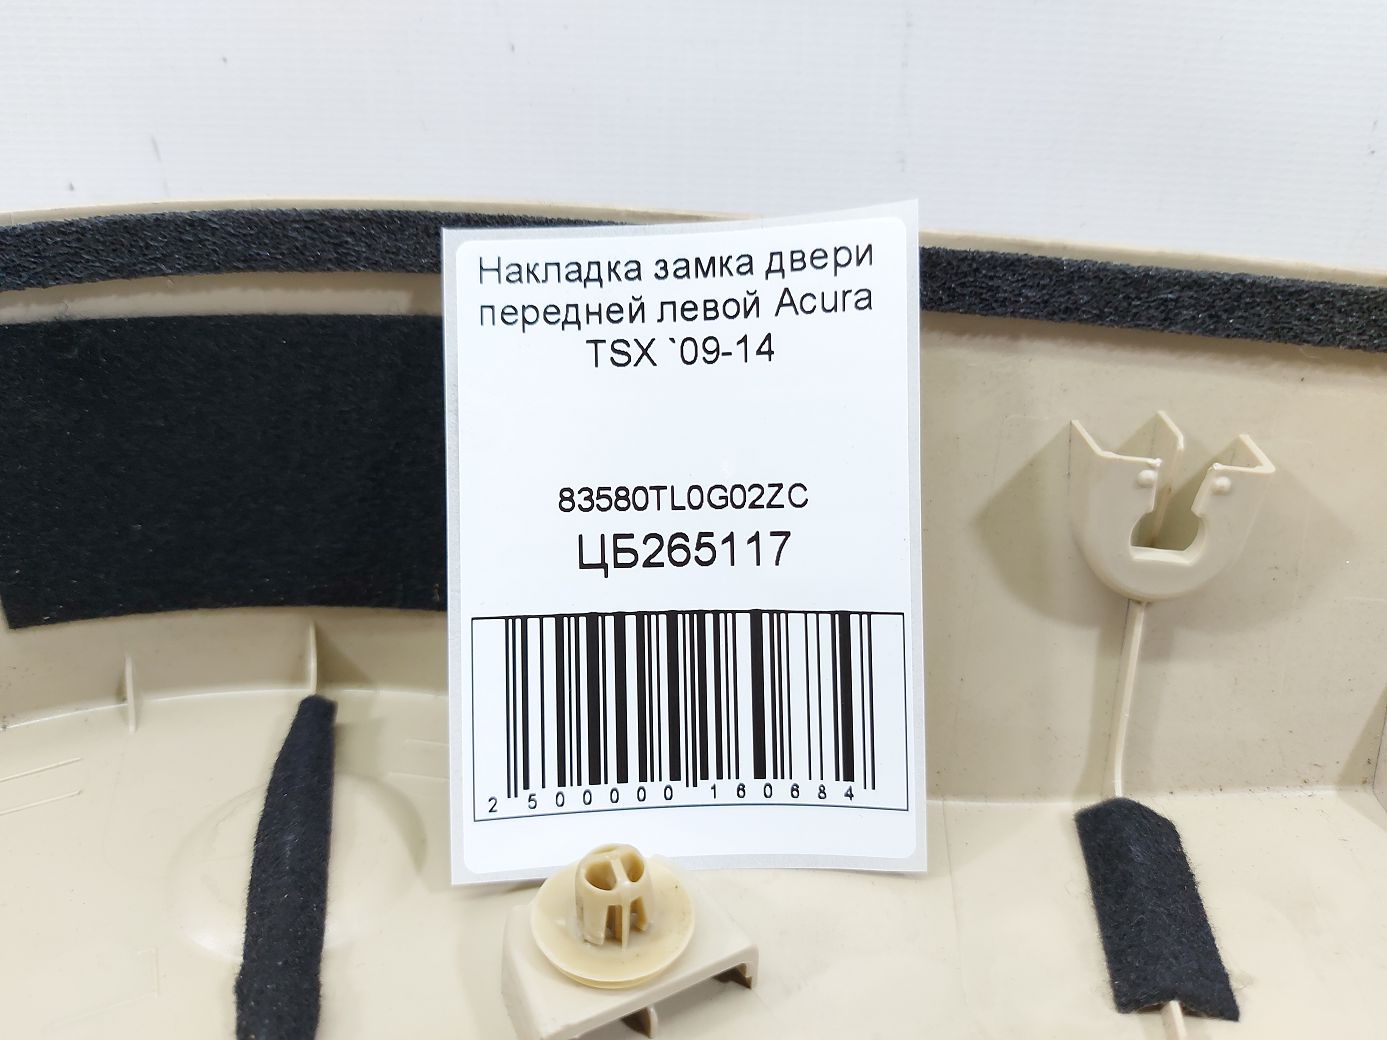 Накладка замка двери
передней левой Acura
TSX `09-14
83580TL0G02ZC
ЦБ265117
2 500000 160684